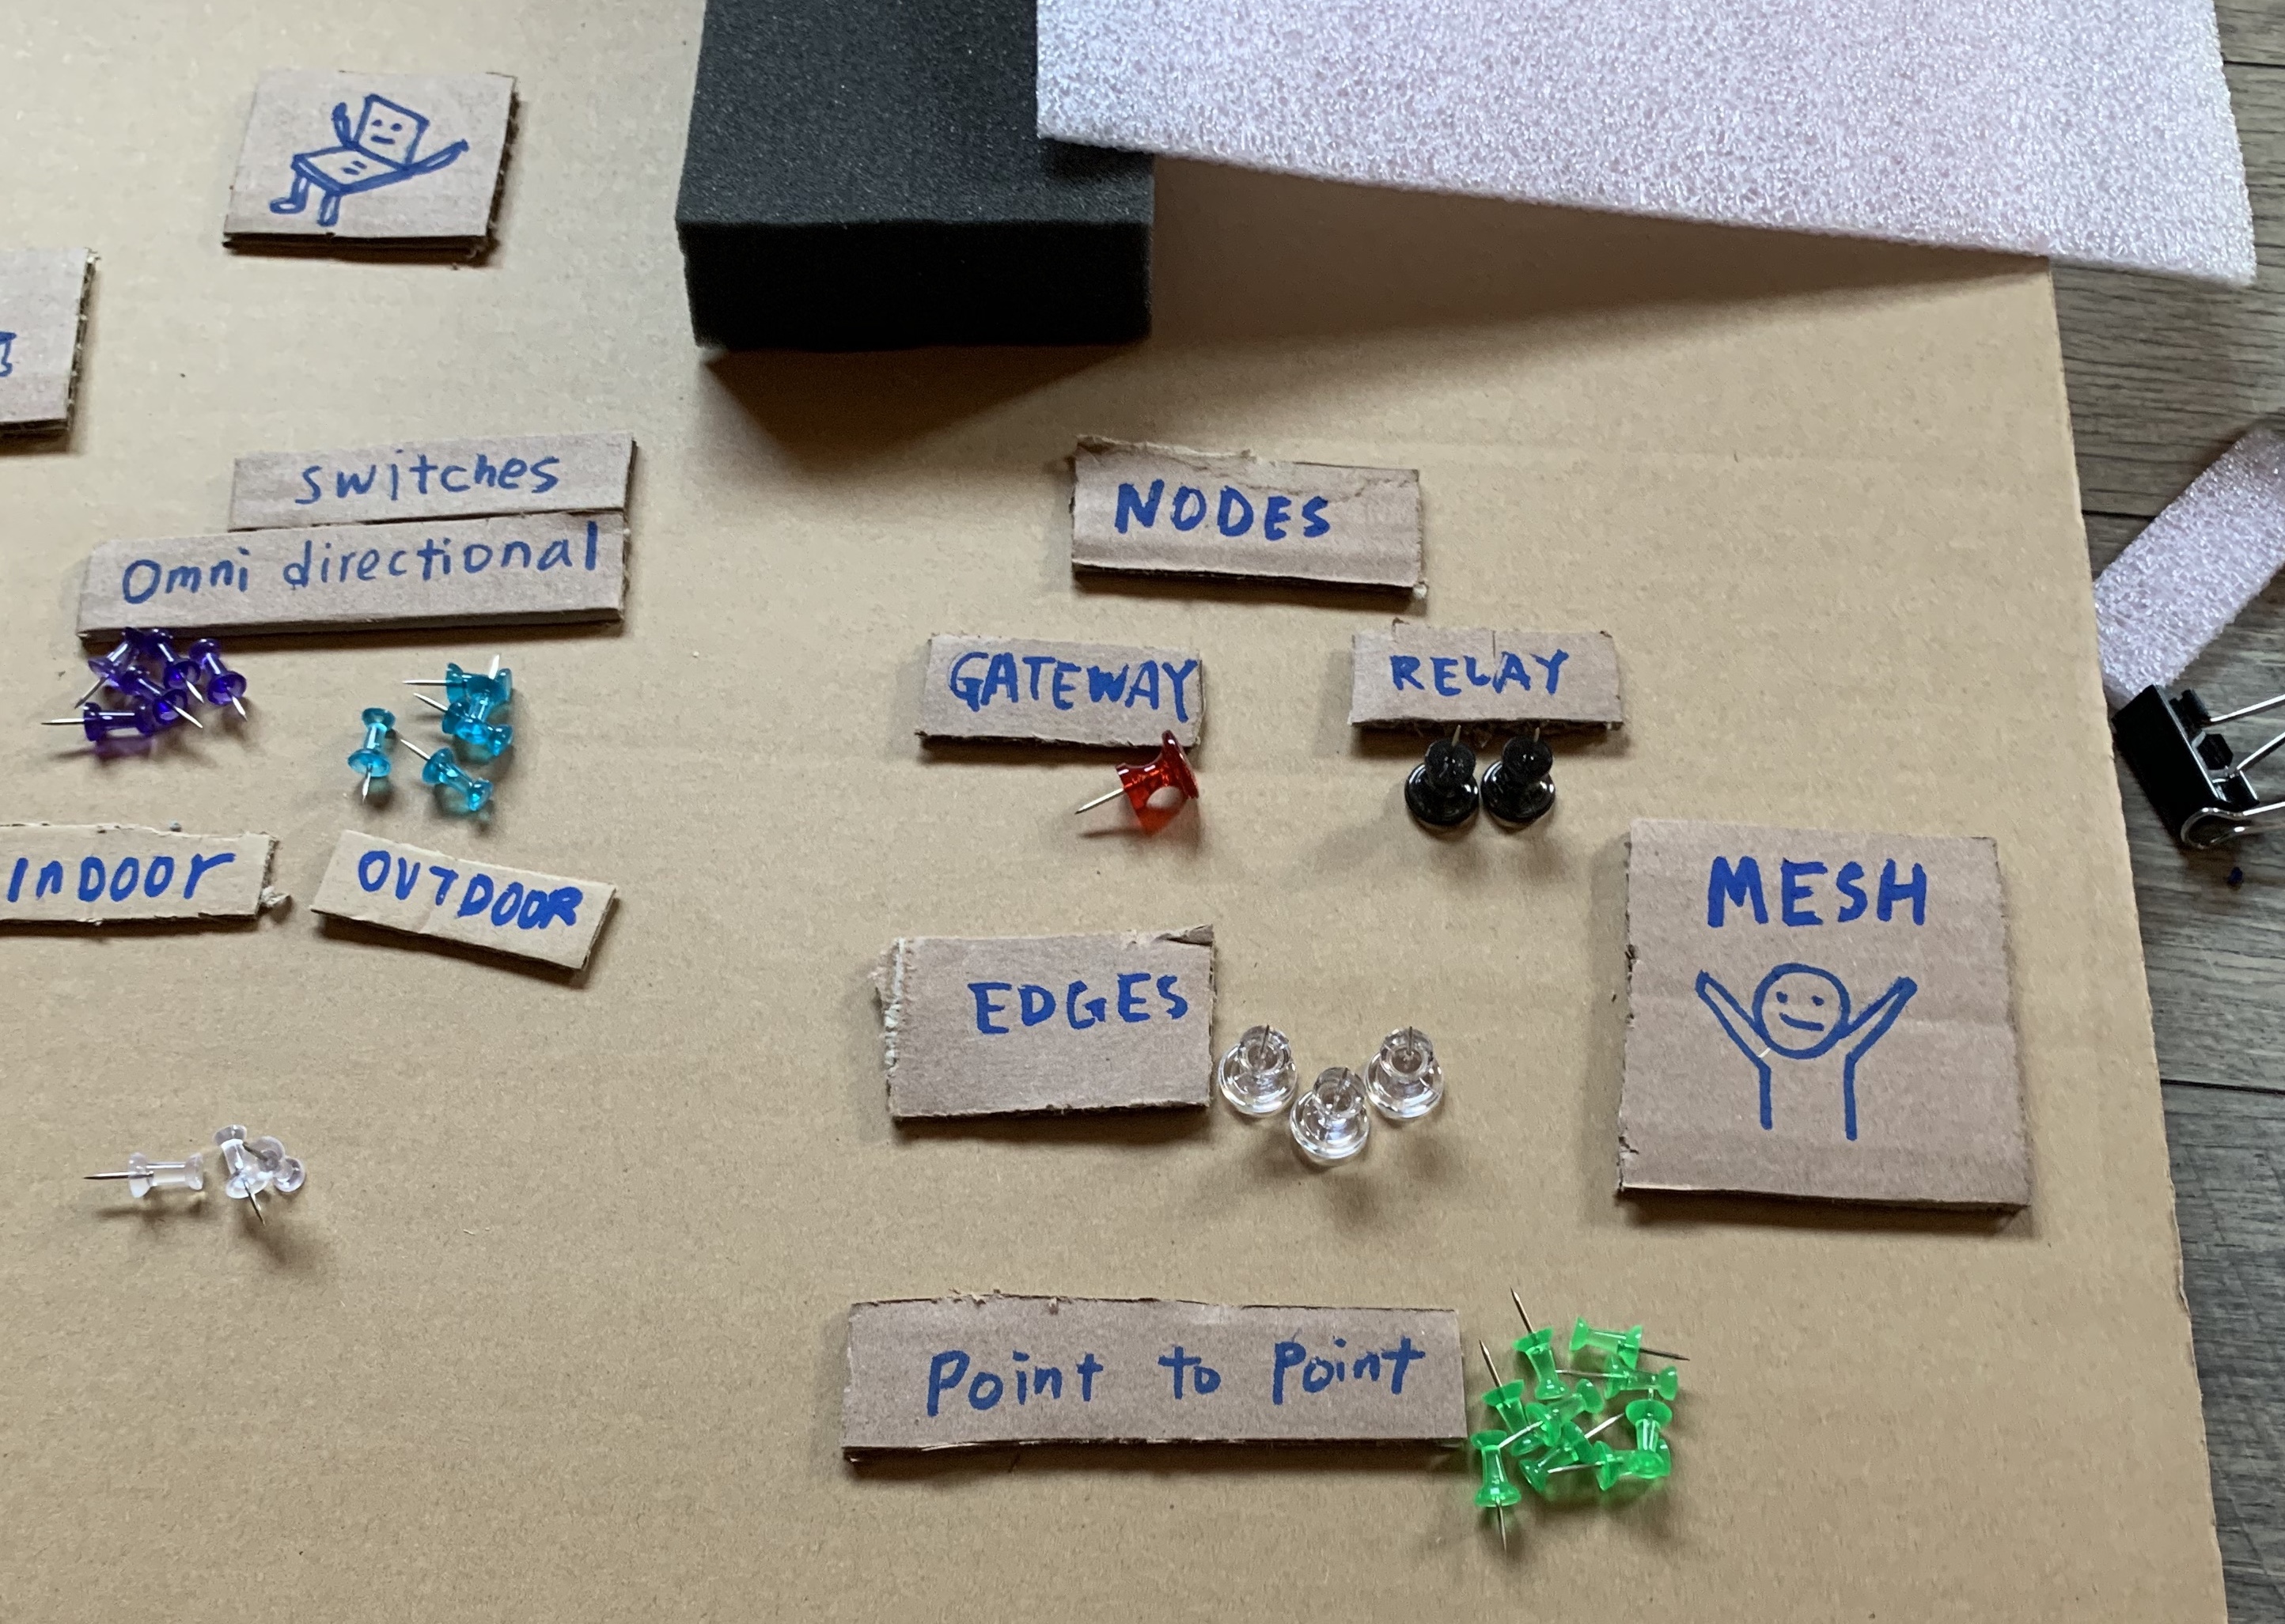 switches
Omni directional
INDOOr
OUTDOOR
NODES
GATEWAY
RELAY
EDGES
MESH
Point to Point